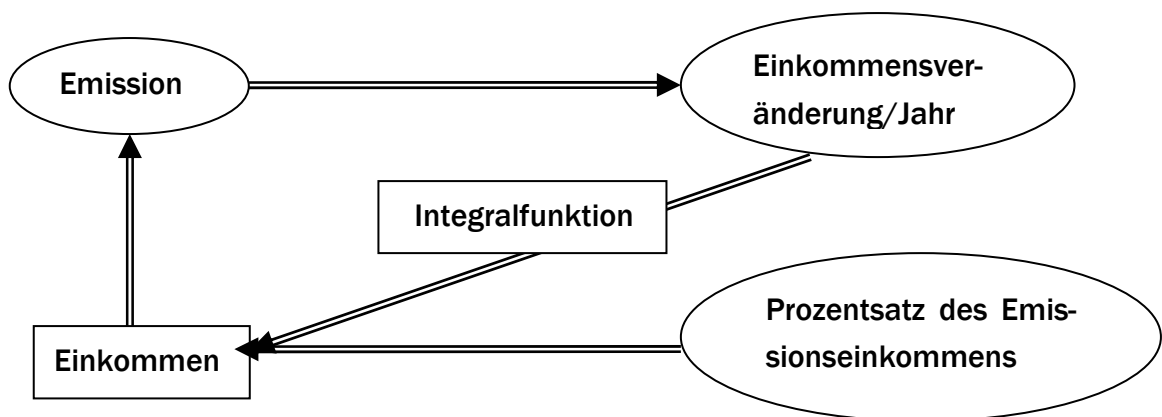 Emission
Einkommensver-
änderung/Jahr
Integralfunktion
Prozentsatz des Emis-
sionseinkommens
Einkommen